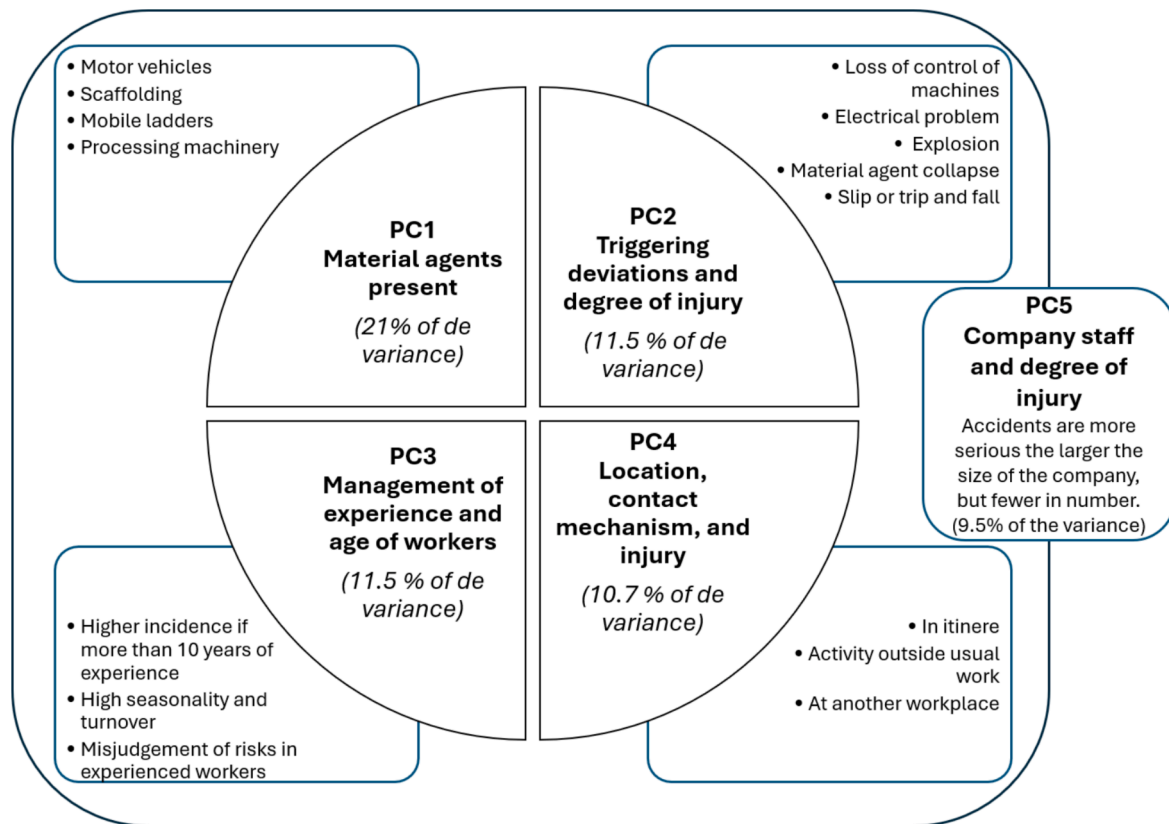 • Motor vehicles
• Scaffolding
• Mobile ladders
• Processing machinery
• Loss of control of
machines
• Electrical problem
• Explosion
• Material agent collapse
• Slip or trip and fall
PC1
Material agents
present
(21% of de
variance)
PC2
Triggering
deviations and
degree of injury
(11.5 % of de
variance)
PC5
Company staff
and degree of
injury
Accidents are more
serious the larger the
size of the company,
but fewer in number.
(9.5% of the variance)
PC3
Management of
experience and
age of workers
(11.5 % of de
variance)
PC4
Location,
contact
mechanism, and
injury
(10.7 % of de
variance)
• Higher incidence if
more than 10 years of
experience
• High seasonality and
turnover
• Misjudgement of risks in
experienced workers
• In itinere
• Activity outside usual
work
• At another workplace